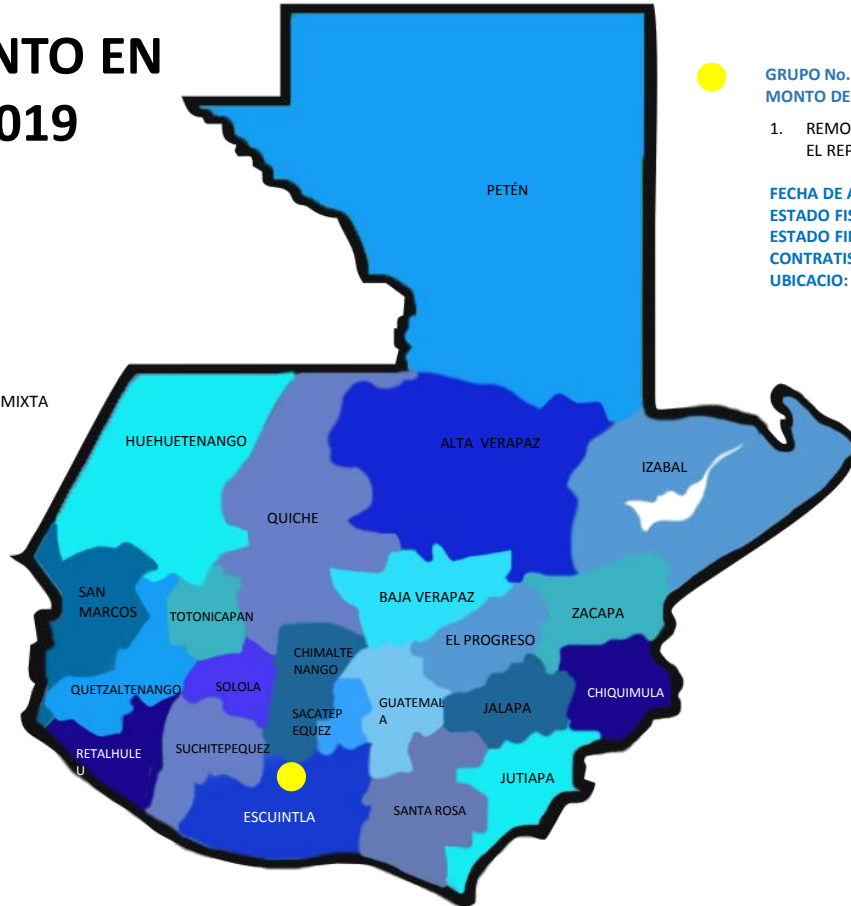 NTO EN
019
GRUPO No.
MONTO DE
1. REMO
EL REP
FECHA DE A
ESTADO FIS
ESTADO FIN
CONTRATIS
UBICACIO:
MIXTA
PETÉN
HUEHUETENANGO
ALTA VERAPAZ
IZABAL
QUICHE
SAN
MARCOS
TOTONICAPAN
BAJA VERAPAZ
ZACAPA
EL PROGRESO
CHIMALTE
NANGO
QUETZALTENANGO
SOLOLA
CHIQUIMULA
GUATEMAL
A
JALAPA
SACATEP
EQUEZ
RETALHULE
U
SUCHITEPEQUEZ
JUTIAPA
ESCUINTLA
SANTA ROSA